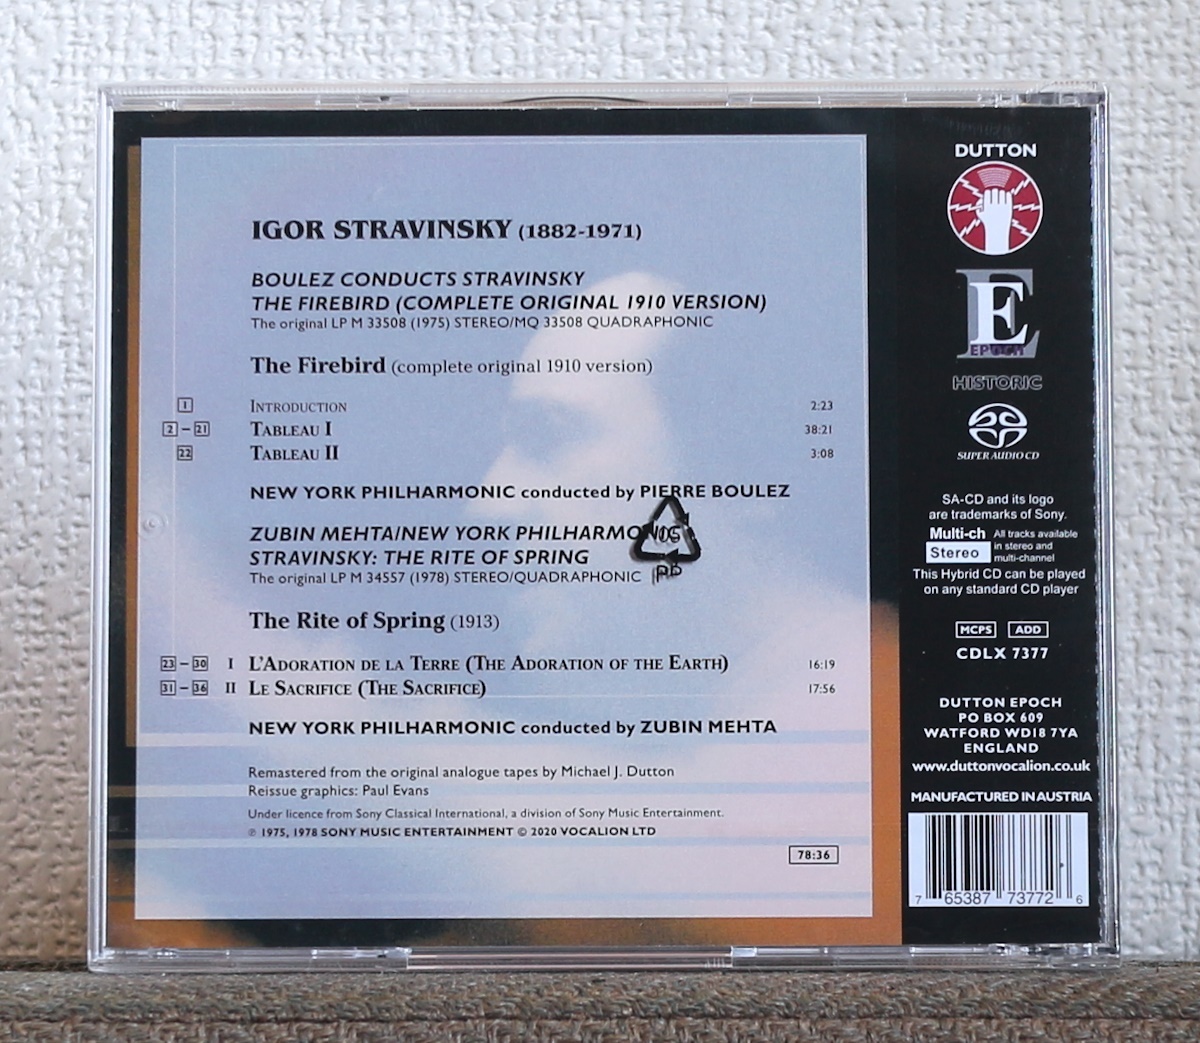 IGOR STRAVINSKY (1882-1971)
BOULEZ CONDUCTS STRAVINSKY
THE FIREBIRD (COMPLETE ORIGINAL 1910 VERSION)
The original LP M 33508 (1975) STEREO/MQ 33508 QUADRAPHONIC
The Firebird (complete original 1910 version)
1 INTRODUCTION 2:23
2 – 21 TABLEAU I 38:21
22 TABLEAU II 3:08
NEW YORK PHILHARMONIC conducted by PIERRE BOULEZ
ZUBIN MEHTA/NEW YORK PHILHARMONIC
STRAVINSKY: THE RITE OF SPRING
The original LP M 34557 (1978) STEREO/QUADRAPHONIC
06
PS
The Rite of Spring (1913)
23 – 30 I L'ADORATION DE LA TERRE (THE ADORATION OF THE EARTH) 16:19
31 – 36 II LE SACRIFICE (THE SACRIFICE) 17:56
NEW YORK PHILHARMONIC conducted by ZUBIN MEHTA
Remastered from the original analogue tapes by Michael J. Dutton
Reissue graphics: Paul Evans
Under licence from Sony Classical International, a division of Sony Music Entertainment.
℗ 1975, 1978 SONY MUSIC ENTERTAINMENT © 2020 VOCALION LTD
78:36
DUTTON
E
EPOCH
HISTORIC
SUPER AUDIO CD
SA-CD and its logo
are trademarks of Sony.
Multi-ch
Stereo
All tracks available
in stereo and
multi-channel
This Hybrid CD can be played
on any standard CD player
MCPS ADD
CDLX 7377
DUTTON EPOCH
PO BOX 609
WATFORD WD18 7YA
ENGLAND
www.duttonvocalion.co.uk
MANUFACTURED IN AUSTRIA
7 65387 73772 6